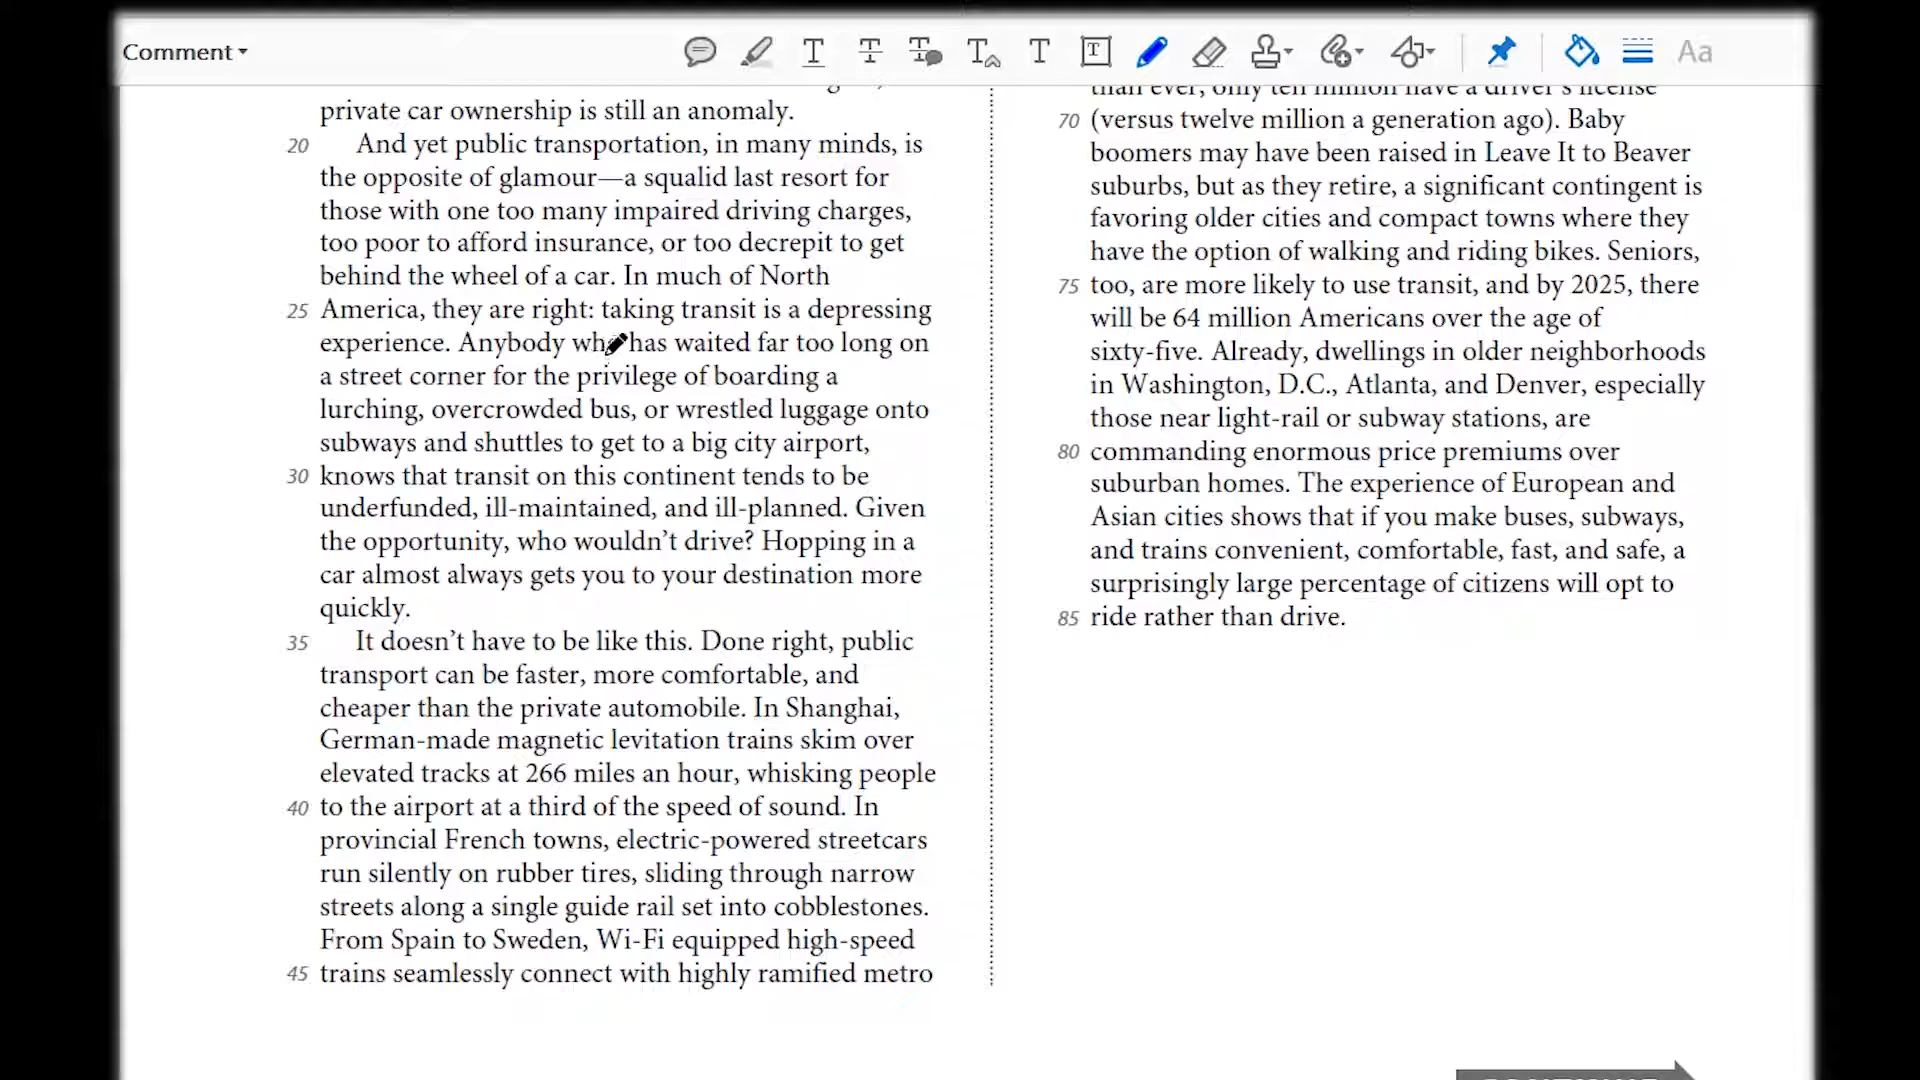 Comment
T T T T T T Aa
private car ownership is still an anomaly.
20 And yet public transportation, in many minds, is
the opposite of glamour—a squalid last resort for
those with one too many impaired driving charges,
too poor to afford insurance, or too decrepit to get
behind the wheel of a car. In much of North
25 America, they are right: taking transit is a depressing
experience. Anybody who has waited far too long on
a street corner for the privilege of boarding a
lurching, overcrowded bus, or wrestled luggage onto
subways and shuttles to get to a big city airport,
30 knows that transit on this continent tends to be
underfunded, ill-maintained, and ill-planned. Given
the opportunity, who wouldn’t drive? Hopping in a
car almost always gets you to your destination more
quickly.
35 It doesn’t have to be like this. Done right, public
transport can be faster, more comfortable, and
cheaper than the private automobile. In Shanghai,
German-made magnetic levitation trains skim over
elevated tracks at 266 miles an hour, whisking people
40 to the airport at a third of the speed of sound. In
provincial French towns, electric-powered streetcars
run silently on rubber tires, sliding through narrow
streets along a single guide rail set into cobblestones.
From Spain to Sweden, Wi-Fi equipped high-speed
45 trains seamlessly connect with highly ramified metro
than ever, only ten million have a driver’s license
70 (versus twelve million a generation ago). Baby
boomers may have been raised in Leave It to Beaver
suburbs, but as they retire, a significant contingent is
favoring older cities and compact towns where they
have the option of walking and riding bikes. Seniors,
75 too, are more likely to use transit, and by 2025, there
will be 64 million Americans over the age of
sixty-five. Already, dwellings in older neighborhoods
in Washington, D.C., Atlanta, and Denver, especially
those near light-rail or subway stations, are
80 commanding enormous price premiums over
suburban homes. The experience of European and
Asian cities shows that if you make buses, subways,
and trains convenient, comfortable, fast, and safe, a
surprisingly large percentage of citizens will opt to
85 ride rather than drive.